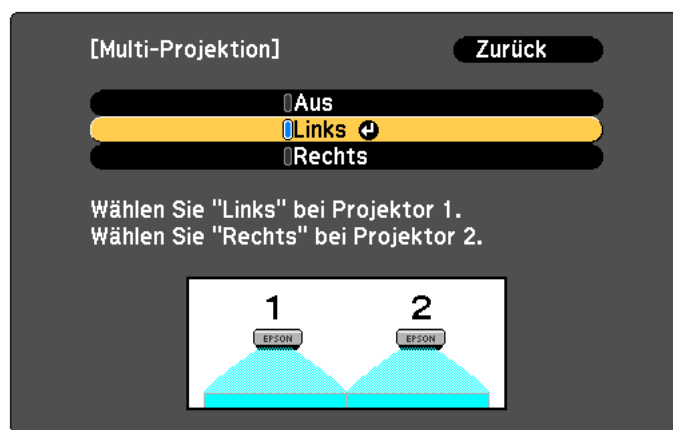 [Multi-Projektion]
Zurück
Aus
Links
Rechts
Wählen Sie "Links" bei Projektor 1.
Wählen Sie "Rechts" bei Projektor 2.
1 2
EPSON EPSON